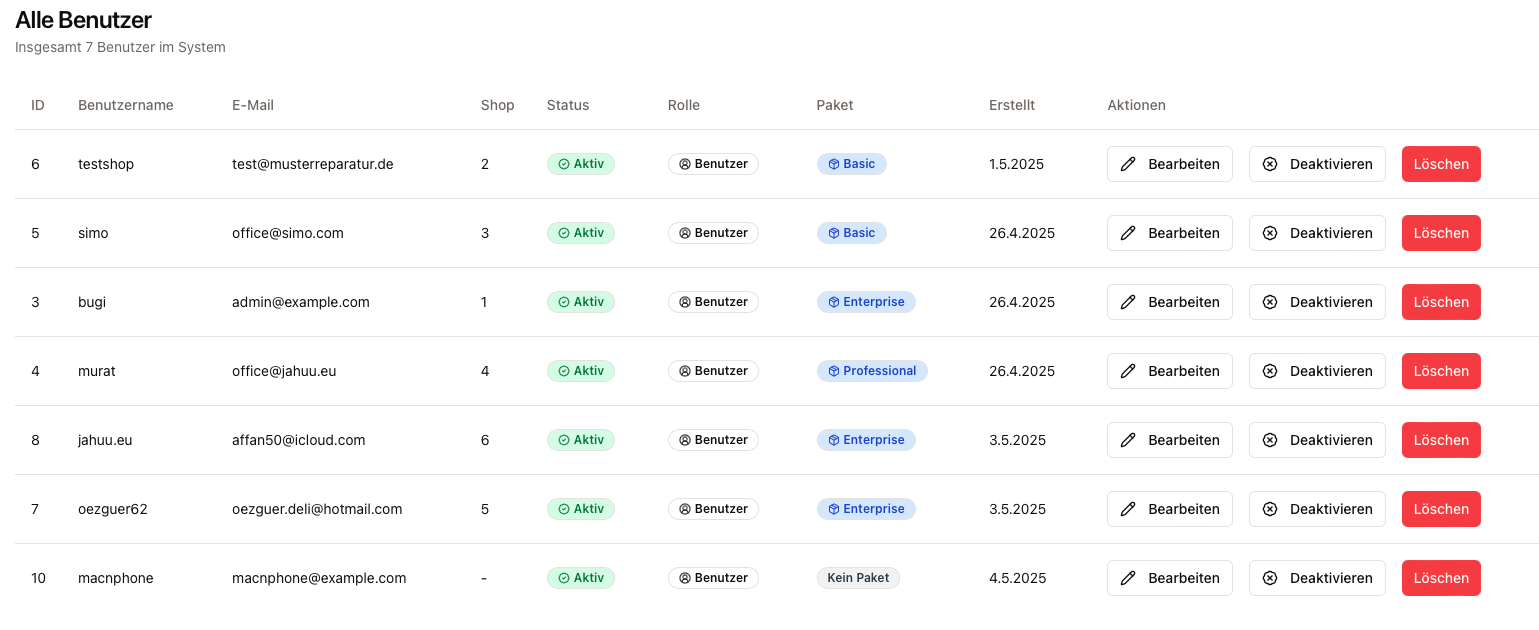 Alle Benutzer
Insgesamt 7 Benutzer im System
ID Benutzername E-Mail Shop Status Rolle Paket Erstellt Aktionen
6 testshop test@musterreparatur.de 2 Aktiv Benutzer Basic 1.5.2025 Bearbeiten Deaktivieren Löschen
5 simo office@simo.com 3 Aktiv Benutzer Basic 26.4.2025 Bearbeiten Deaktivieren Löschen
3 bugi admin@example.com 1 Aktiv Benutzer Enterprise 26.4.2025 Bearbeiten Deaktivieren Löschen
4 murat office@jahuu.eu 4 Aktiv Benutzer Professional 26.4.2025 Bearbeiten Deaktivieren Löschen
8 jahuu.eu affan50@icloud.com 6 Aktiv Benutzer Enterprise 3.5.2025 Bearbeiten Deaktivieren Löschen
7 oezguer62 oezguer.deli@hotmail.com 5 Aktiv Benutzer Enterprise 3.5.2025 Bearbeiten Deaktivieren Löschen
10 macnphone macnphone@example.com - Aktiv Benutzer Kein Paket 4.5.2025 Bearbeiten Deaktivieren Löschen